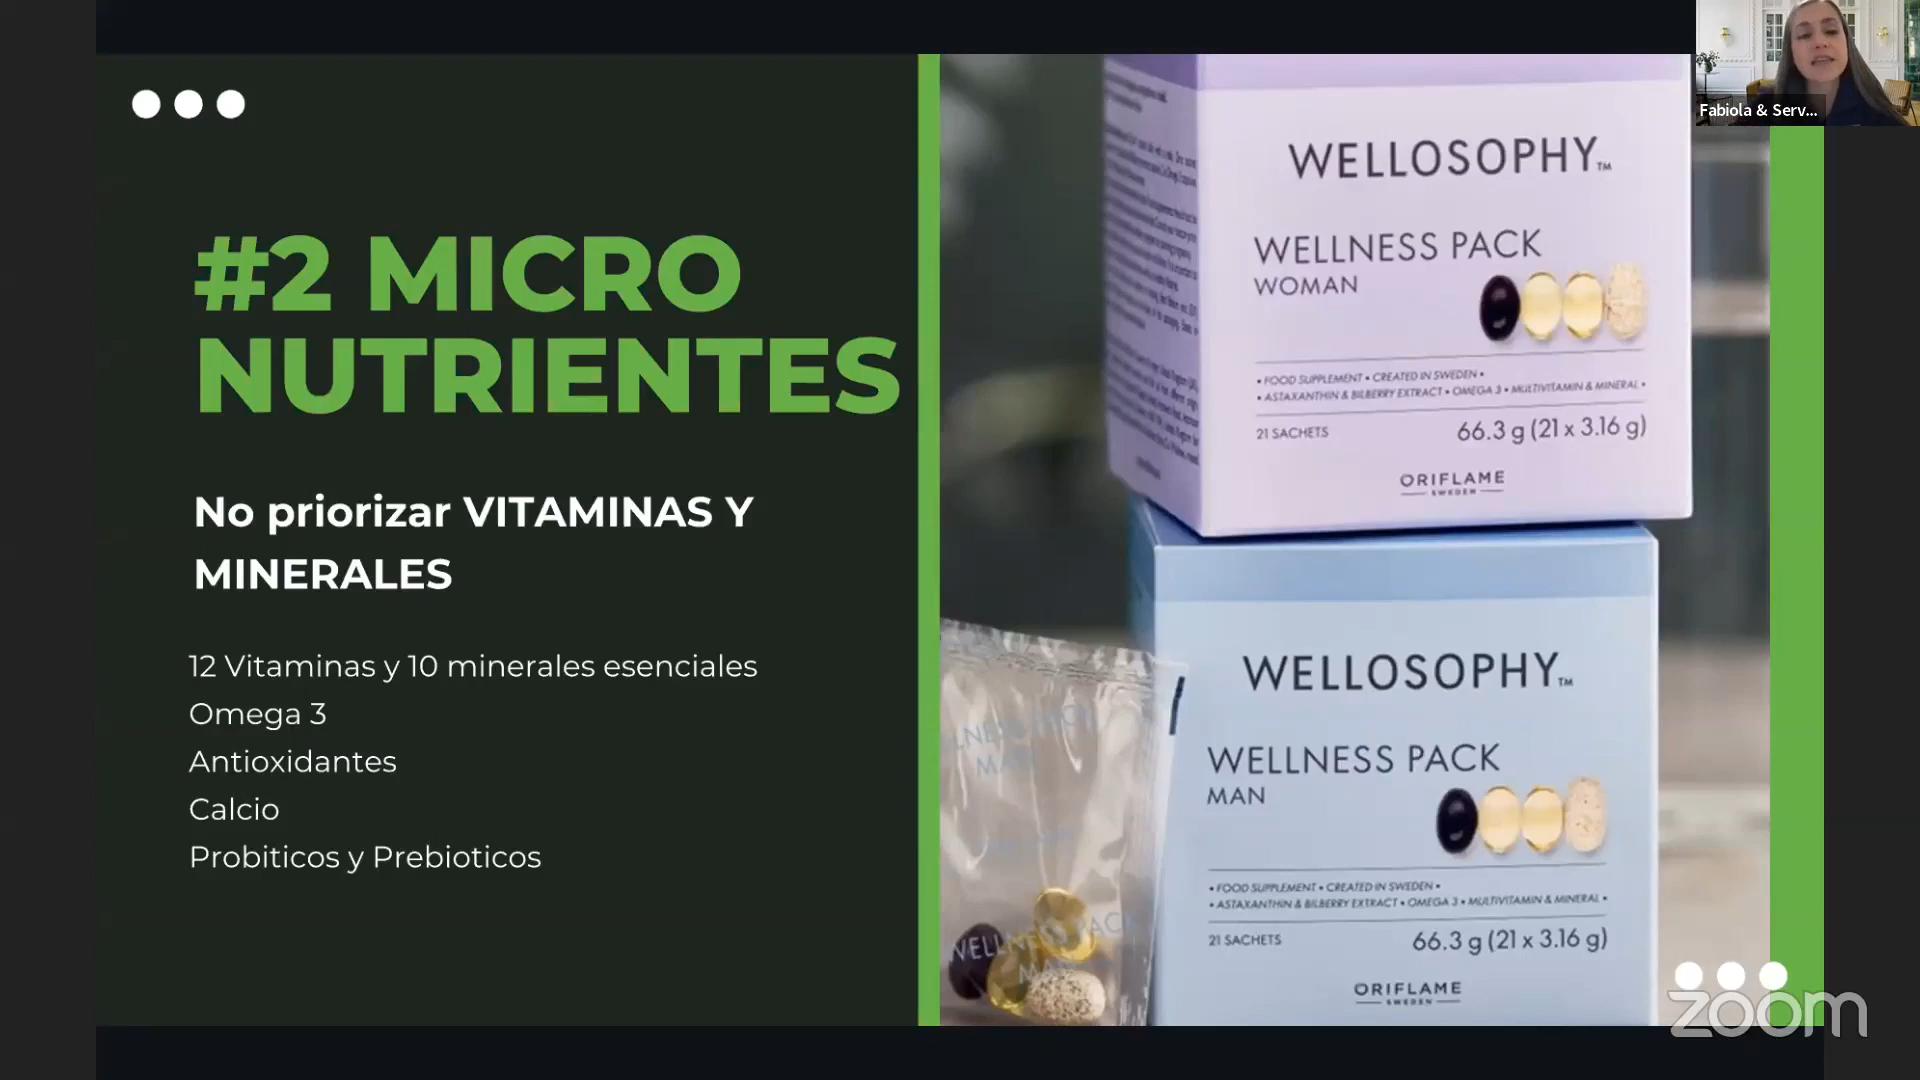 #2 MICRO
NUTRIENTES
No priorizar VITAMINAS Y
MINERALES
12 Vitaminas y 10 minerales esenciales
Omega 3
Antioxidantes
Calcio
Probiticos y Prebioticos
WELLOSOPHY™
WELLNESS PACK
WOMAN
• FOOD SUPPLEMENT • CREATED IN SWEDEN •
• ASTAXANTHIN & BILBERRY EXTRACT • OMEGA 3 • MULTIVITAMIN & MINERAL •
21 SACHETS
66.3 g (21 x 3.16 g)
ORIFLAME
SWEDEN
WELLOSOPHY™
WELLNESS PACK
MAN
• FOOD SUPPLEMENT • CREATED IN SWEDEN •
• ASTAXANTHIN & BILBERRY EXTRACT • OMEGA 3 • MULTIVITAMIN & MINERAL •
21 SACHETS
66.3 g (21 x 3.16 g)
ORIFLAME
SWEDEN
WELLNESS PACK
MAN
Fabiola & Serv...
zoom